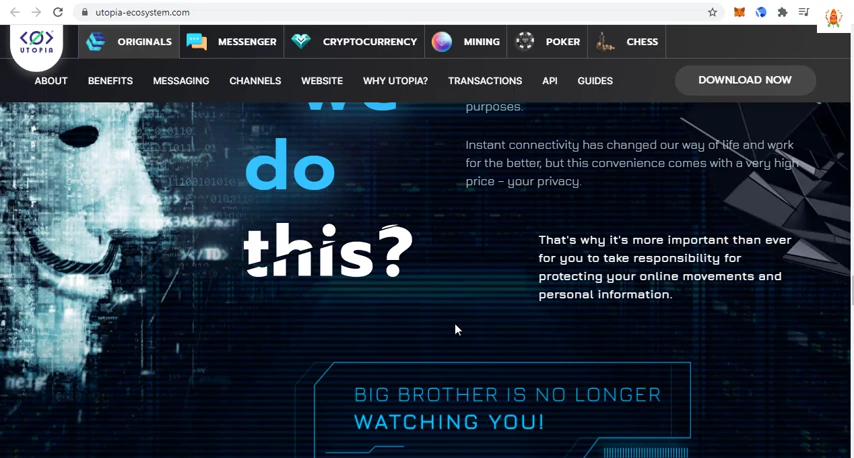 utopia-ecosystem.com
UTOPIA
ORIGINALS
MESSENGER
CRYPTOCURRENCY
MINING
POKER
CHESS
ABOUT
BENEFITS
MESSAGING
CHANNELS
WEBSITE
WHY UTOPIA?
TRANSACTIONS
API
GUIDES
DOWNLOAD NOW
we
do
this?
purposes.
Instant connectivity has changed our way of life and work
for the better, but this convenience comes with a very high
price – your privacy.
That's why it's more important than ever
for you to take responsibility for
protecting your online movements and
personal information.
BIG BROTHER IS NO LONGER
WATCHING YOU!